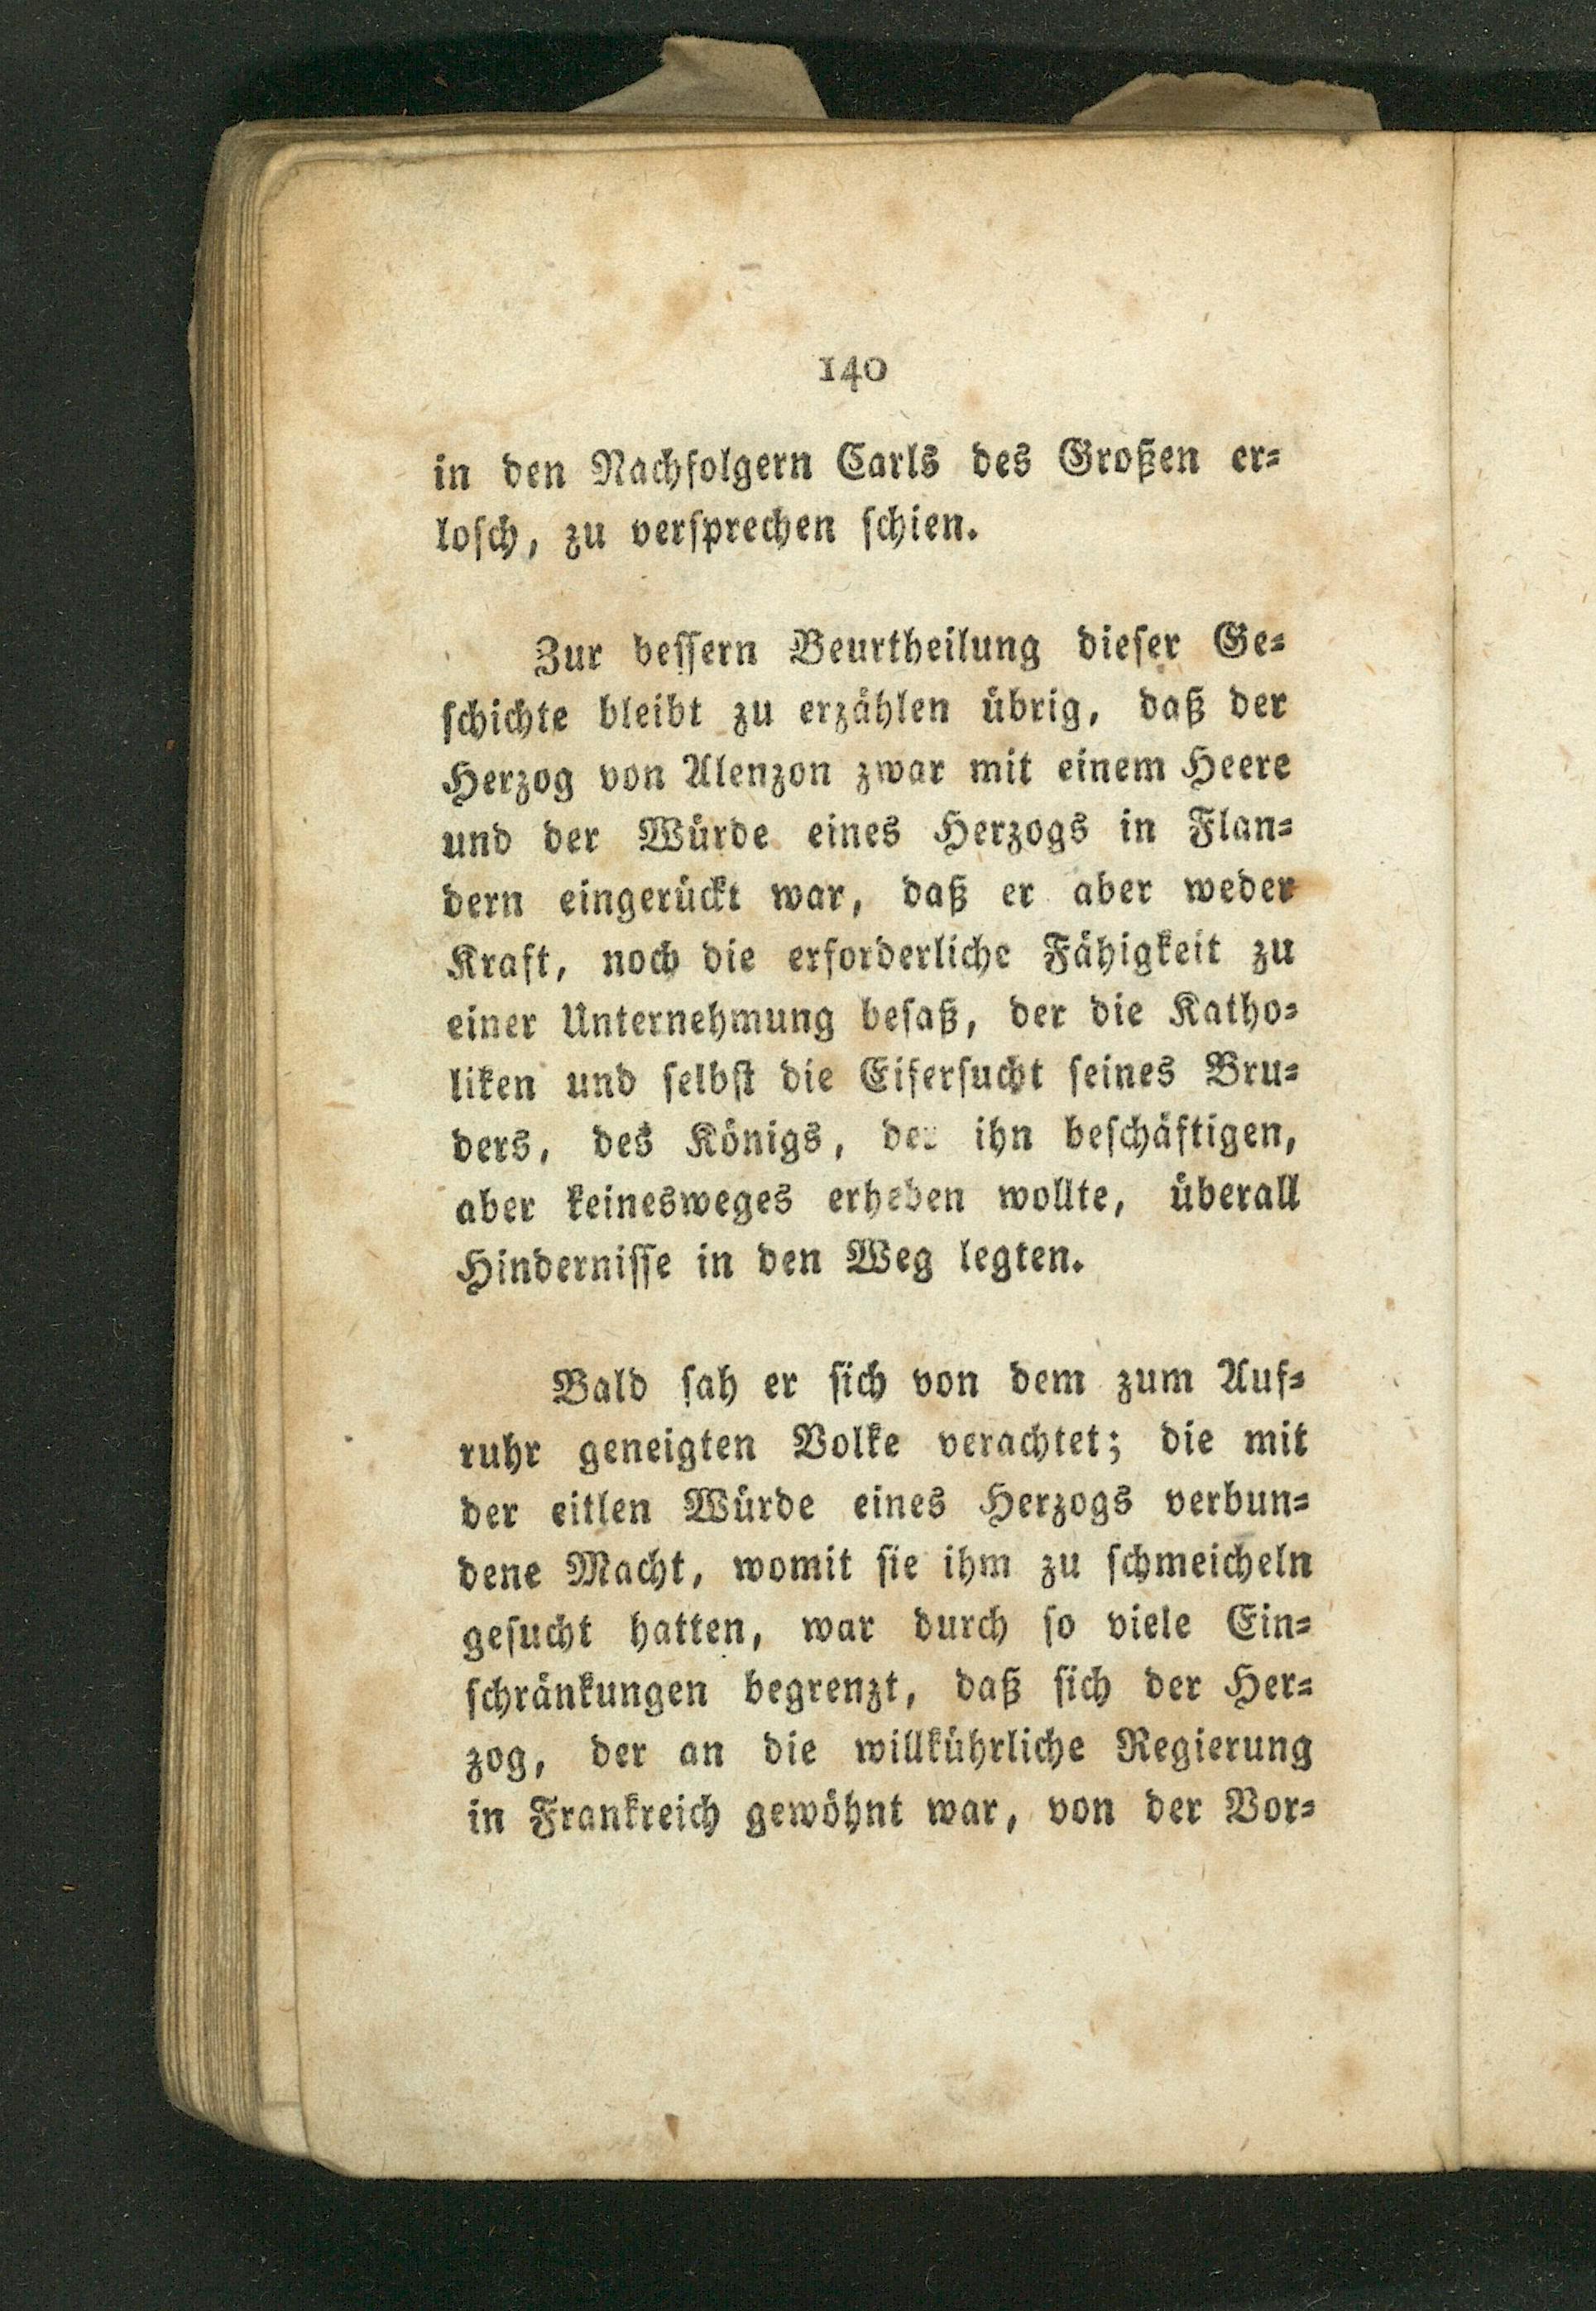 140
in den Nachfolgern Carls des Großen er-
losch, zu versprechen schien.
Zur bessern Beurtheilung dieser Ge-
schichte bleibt zu erzählen übrig, daß der
Herzog von Alenzon zwar mit einem Heere
und der Würde eines Herzogs in Flan-
dern eingerückt war, daß er aber weder
Kraft, noch die erforderliche Fähigkeit zu
einer Unternehmung besaß, der die Katho-
liken und selbst die Eifersucht seines Bru-
ders, des Königs, der ihn beschäftigen,
aber keinesweges erheben wollte, überall
Hindernisse in den Weg legten.
Bald sah er sich von dem zum Auf-
ruhr geneigten Volke verachtet; die mit
der eitlen Würde eines Herzogs verbun-
dene Macht, womit sie ihm zu schmeicheln
gesucht hatten, war durch so viele Ein-
schränkungen begrenzt, daß sich der Her-
zog, der an die willkührliche Regierung
in Frankreich gewöhnt war, von der Vor-